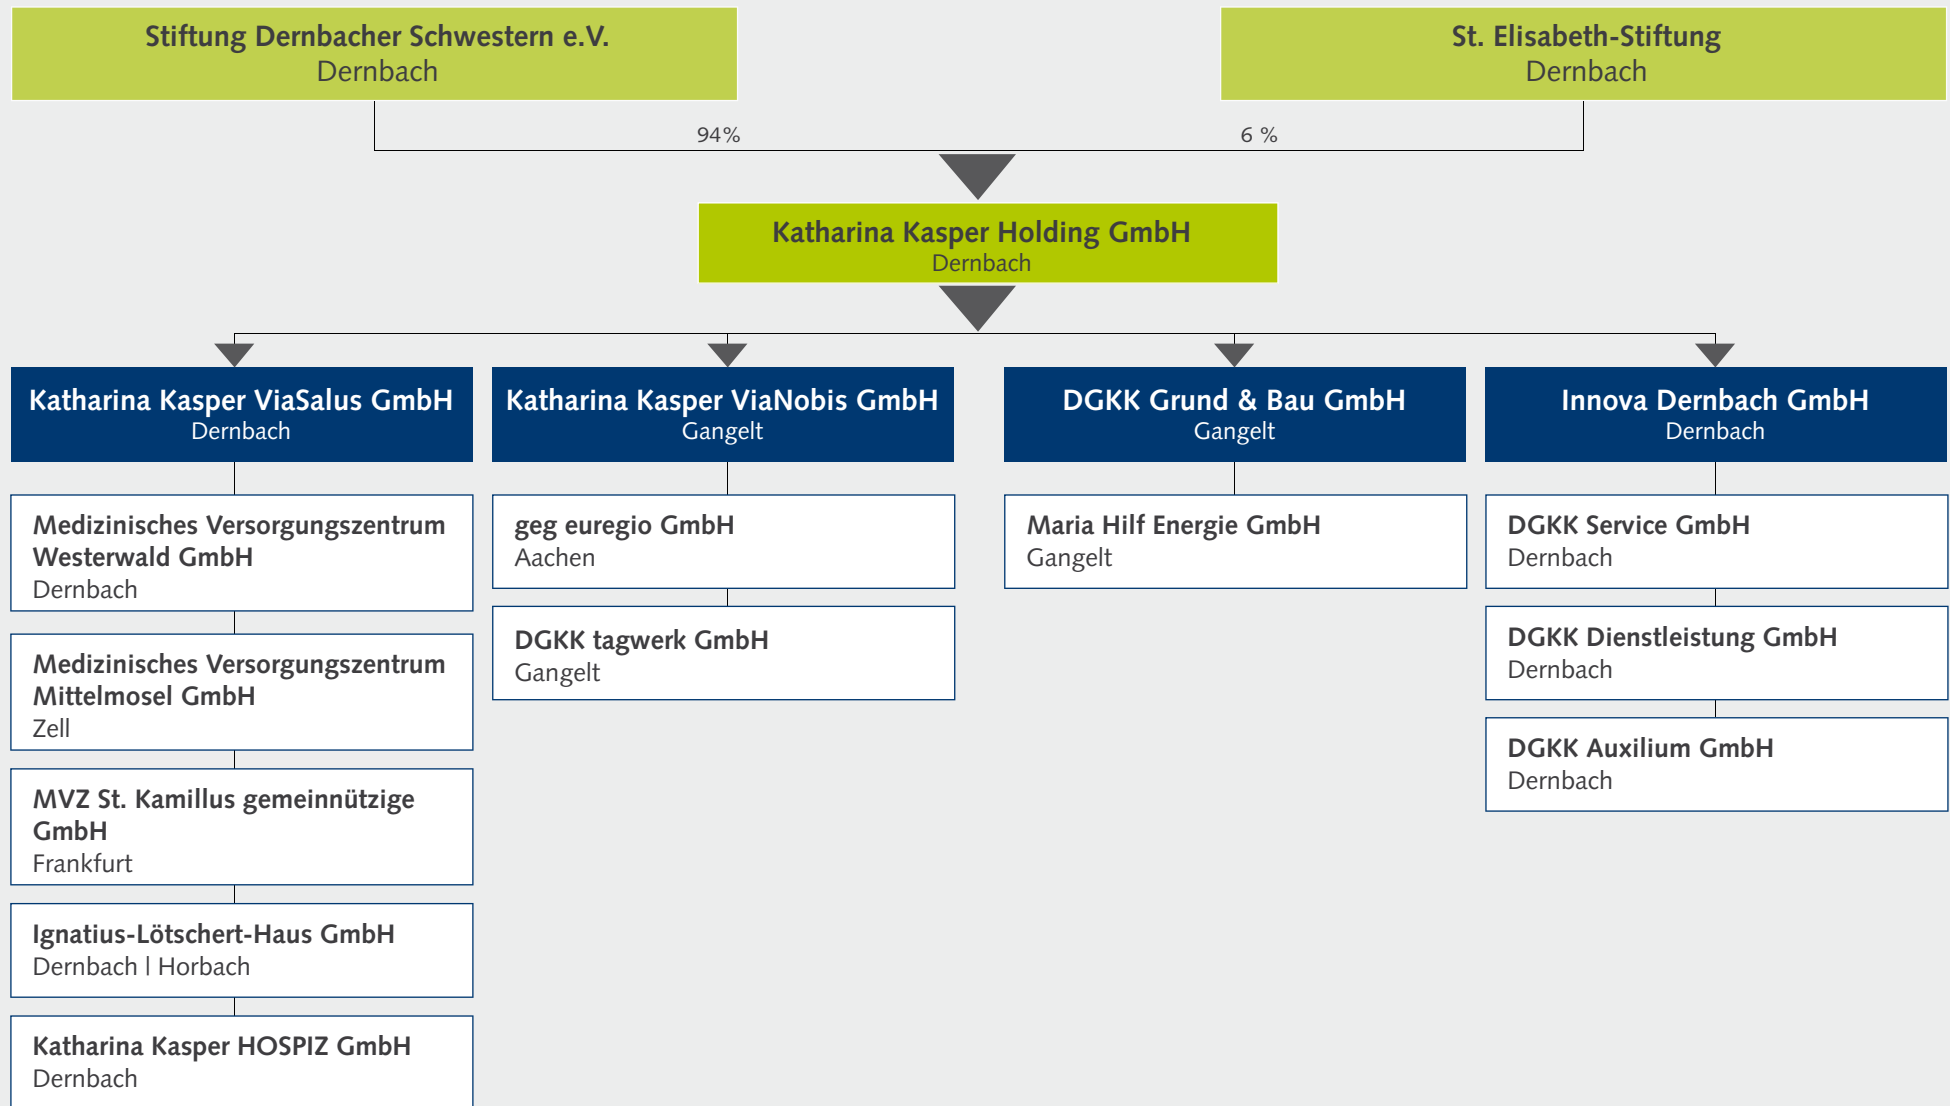 Stiftung Dernbacher Schwestern e.V.
Dernbach
St. Elisabeth-Stiftung
Dernbach
94%
6 %
Katharina Kasper Holding GmbH
Dernbach
Katharina Kasper ViaSalus GmbH
Dernbach
Katharina Kasper ViaNobis GmbH
Gangelt
DGKK Grund & Bau GmbH
Gangelt
Innova Dernbach GmbH
Dernbach
Medizinisches Versorgungszentrum
Westerwald GmbH
Dernbach
Medizinisches Versorgungszentrum
Mittelmosel GmbH
Zell
MVZ St. Kamillus gemeinnützige
GmbH
Frankfurt
Ignatius-Lötschert-Haus GmbH
Dernbach | Horbach
Katharina Kasper HOSPIZ GmbH
Dernbach
geg euregio GmbH
Aachen
DGKK tagwerk GmbH
Gangelt
Maria Hilf Energie GmbH
Gangelt
DGKK Service GmbH
Dernbach
DGKK Dienstleistung GmbH
Dernbach
DGKK Auxilium GmbH
Dernbach